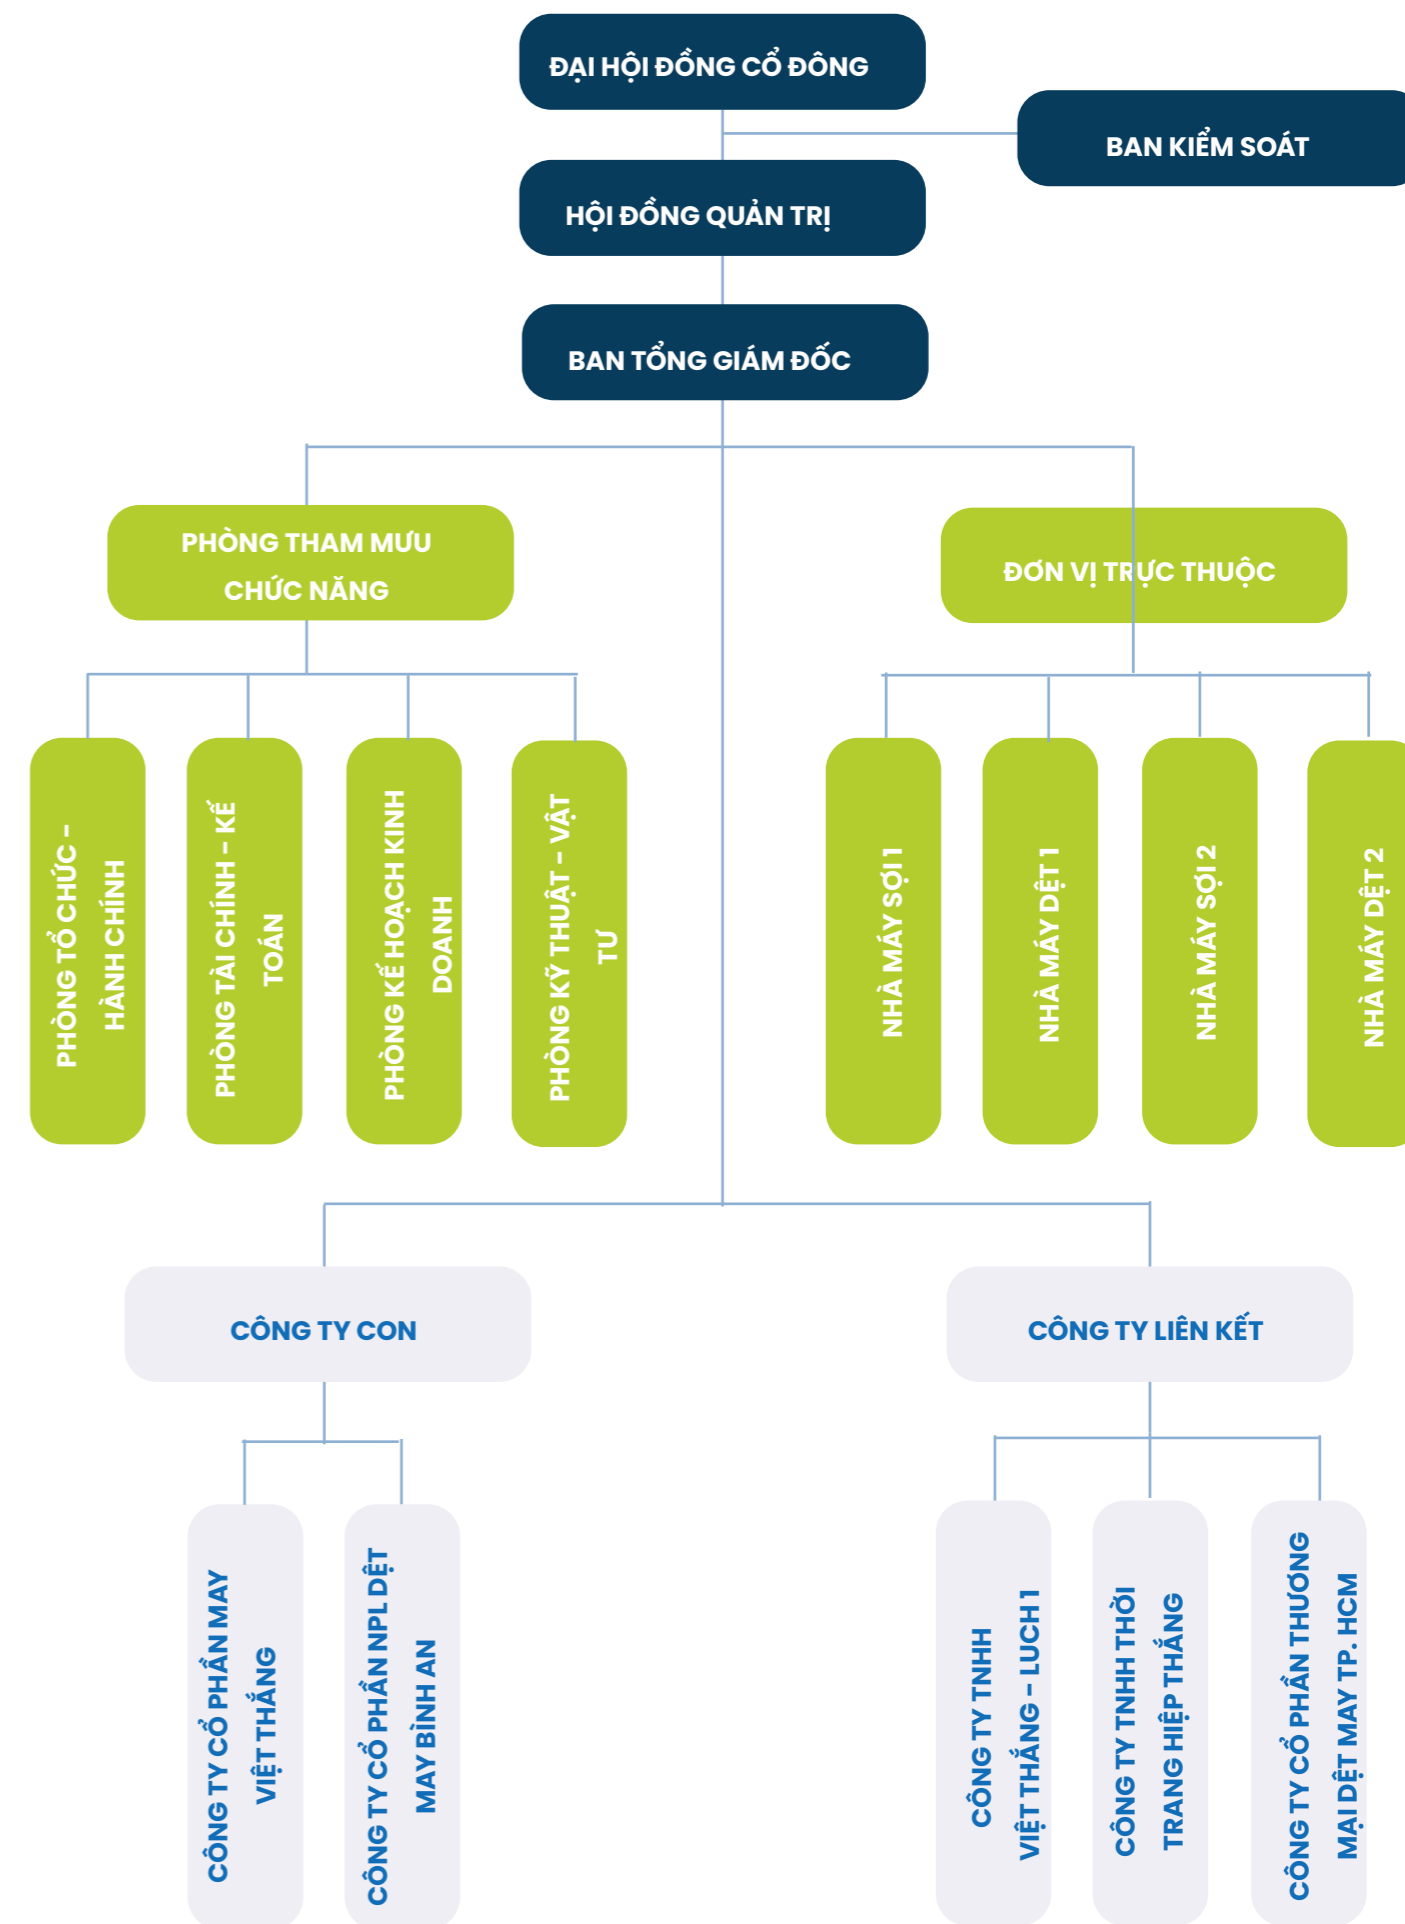 ĐẠI HỘI ĐỒNG CỔ ĐÔNG
BAN KIỂM SOÁT
HỘI ĐỒNG QUẢN TRỊ
BAN TỔNG GIÁM ĐỐC
PHÒNG THAM MƯU
CHỨC NĂNG
ĐƠN VỊ TRỰC THUỘC
PHÒNG TỔ CHỨC –
HÀNH CHÍNH
PHÒNG TÀI CHÍNH – KẾ
TOÁN
PHÒNG KẾ HOẠCH KINH
DOANH
PHÒNG KỸ THUẬT – VẬT
TƯ
NHÀ MÁY SỢI 1
NHÀ MÁY DỆT 1
NHÀ MÁY SỢI 2
NHÀ MÁY DỆT 2
CÔNG TY CON
CÔNG TY LIÊN KẾT
CÔNG TY CỔ PHẦN MAY
VIỆT THẮNG
CÔNG TY CỔ PHẦN NPL DỆT
MAY BÌNH AN
CÔNG TY TNHH
VIỆT THẮNG – LUCH 1
CÔNG TY TNHH THỜI
TRANG HIỆP THẮNG
CÔNG TY CỔ PHẦN THƯƠNG
MẠI DỆT MAY TP. HCM